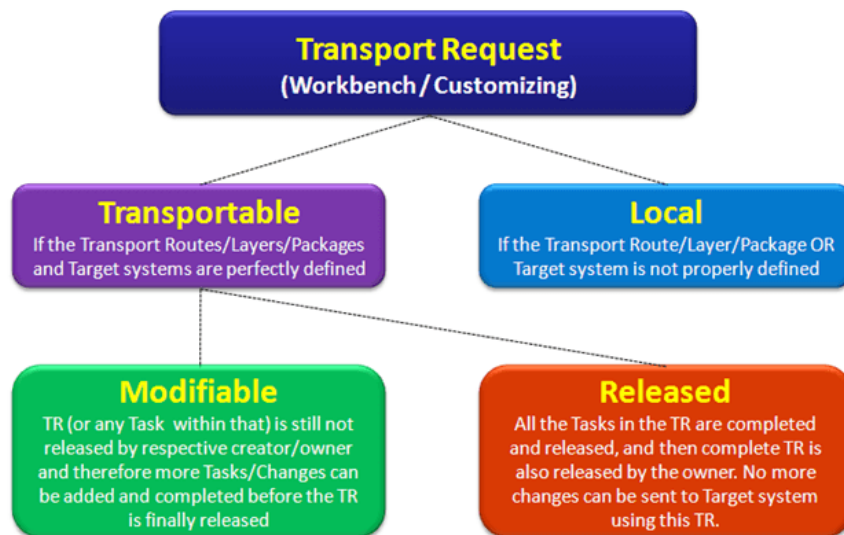 Transport Request
(Workbench / Customizing)
Transportable
If the Transport Routes/Layers/Packages
and Target systems are perfectly defined
Local
If the Transport Route/Layer/Package OR
Target system is not properly defined
Modifiable
TR (or any Task within that) is still not
released by respective creator/owner
and therefore more Tasks/Changes can
be added and completed before the TR
is finally released
Released
All the Tasks in the TR are completed
and released, and then complete TR is
also released by the owner. No more
changes can be sent to Target system
using this TR.